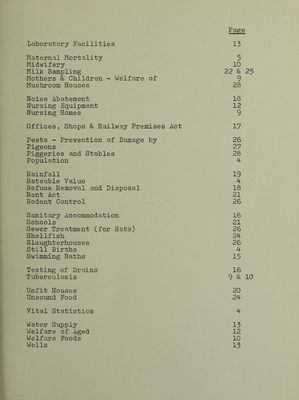 Page
Laboratory Facilities 13
Maternal Mortality 5
Midwifery 10
Milk Sampling 22 & 25
Mothers & Children - Welfare of 9
Mushroom Houses 28
Noise Abatement 18
Nursing Equipment 12
Nursing Homes 9
Offices, Shops & Railway Premises Act 17
Pests - Prevention of Damage by 26
Pigeons 27
Piggeries and Stables 28
Population 4
Rainfall 19
Rateable Value 4
Refuse Removal and Disposal 18
Rent Act 21
Rodent Control 26
Sanitary Accommodation 16
Schools 21
Sewer Treatment (for Rats) 26
Shellfish 24
Slaughterhouses 26
Still Births 4
Swimming Baths 15
Testing of Drains 16
Tuberculosis 9 & 10
Unfit Houses 20
Unsound Food 24
Vital Statistics 4
Water Supply 13
Welfare of Aged 12
Welfare Foods 10
Wells 13